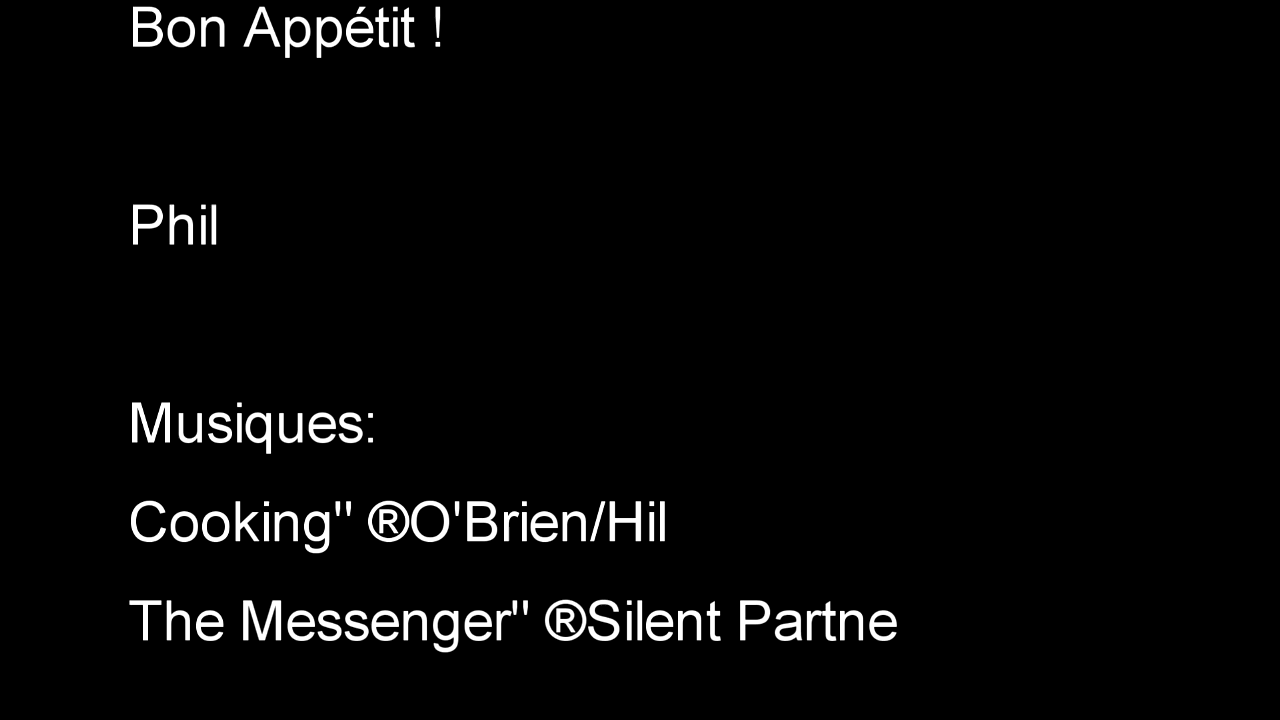 Bon Appétit !
Phil
Musiques:
Cooking" ®O'Brien/Hil
The Messenger" ®Silent Partne